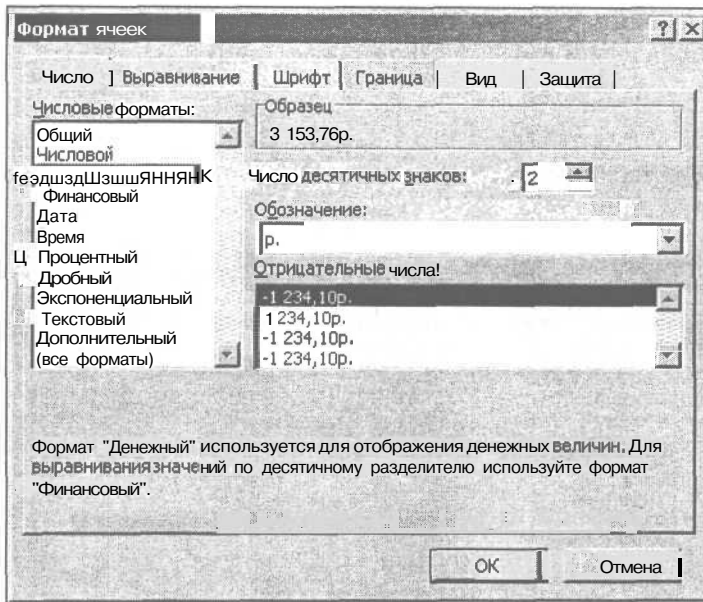 Формат ячеек
Число ] Выравнивание | Шрифт | Граница | Вид | Защита |
Числовые форматы:
Общий
Числовой
Финансовый
Дата
Время
Процентный
Дробный
Экспоненциальный
Текстовый
Дополнительный
(все форматы)
Образец
3 153,76р.
Число десятичных знаков: 2
Обозначение:
р.
Отрицательные числа!
-1 234,10р.
1 234,10р.
-1 234,10р.
-1 234,10р.
Формат "Денежный" используется для отображения денежных величин. Для
выравнивания значений по десятичному разделителю используйте формат
"Финансовый".
ОК
Отмена